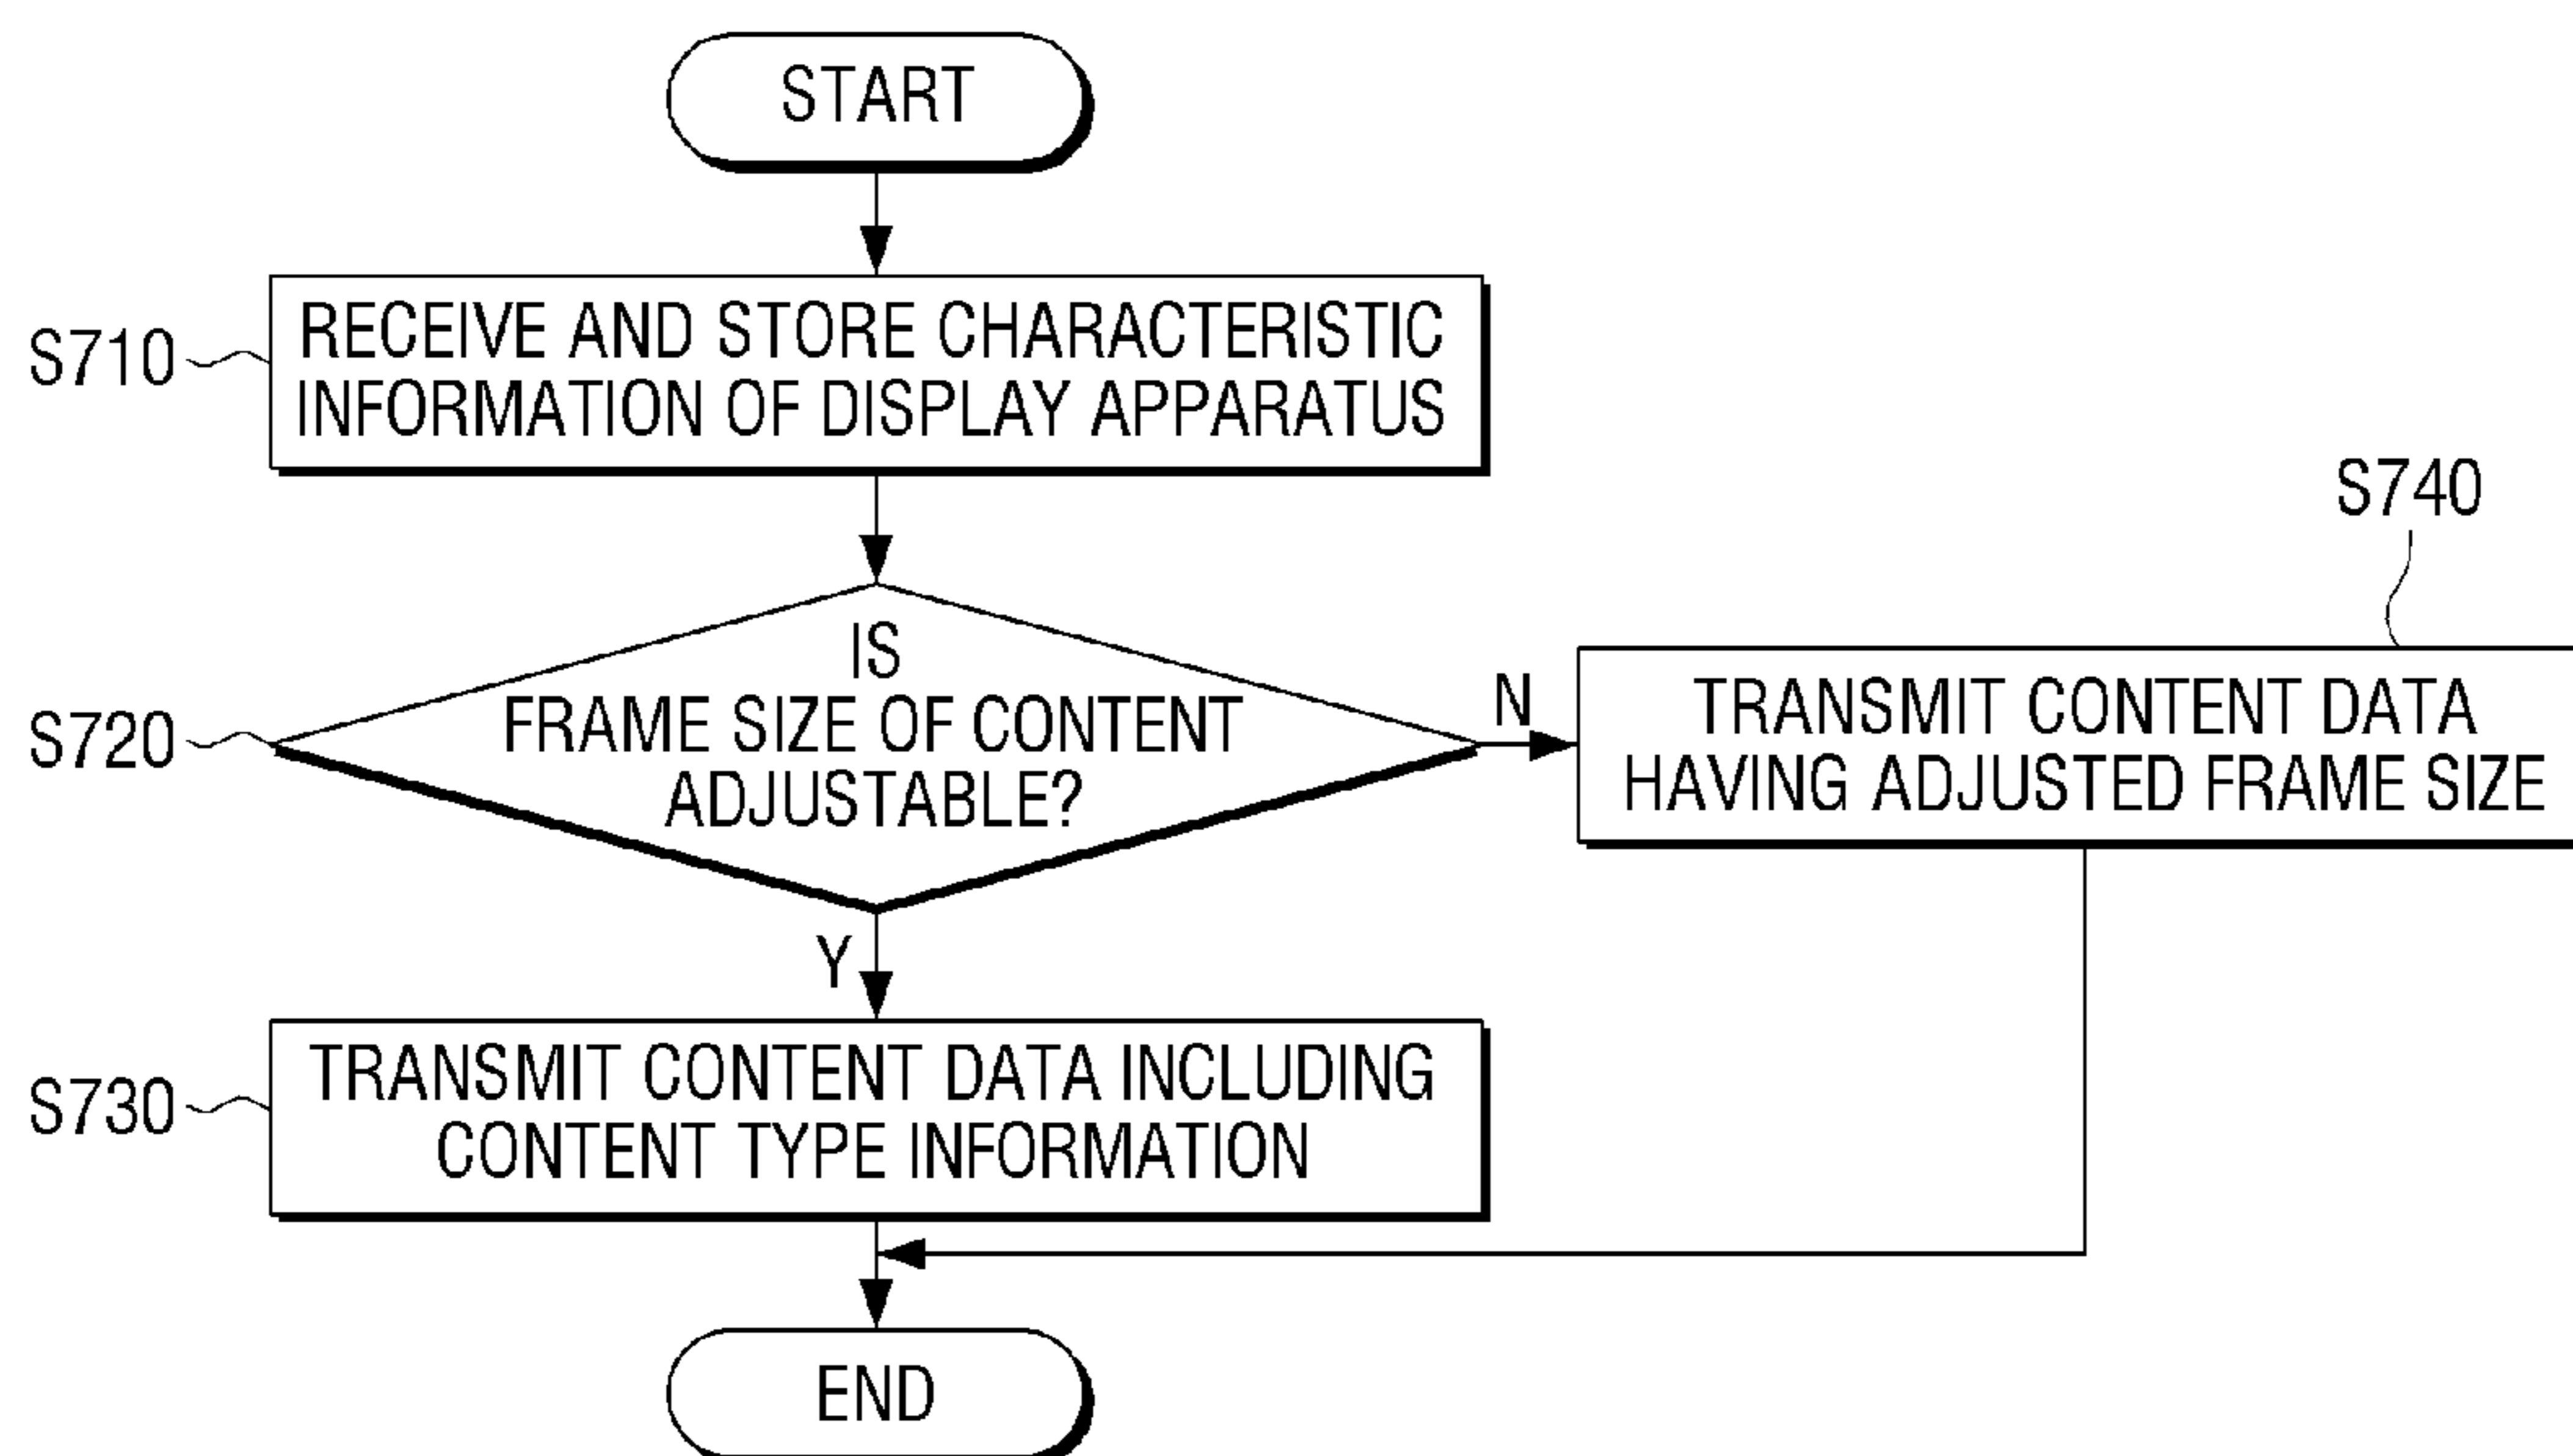 START
S710
RECEIVE AND STORE CHARACTERISTIC
INFORMATION OF DISPLAY APPARATUS
S720
IS
FRAME SIZE OF CONTENT
ADJUSTABLE?
N
S740
TRANSMIT CONTENT DATA
HAVING ADJUSTED FRAME SIZE
Y
S730
TRANSMIT CONTENT DATA INCLUDING
CONTENT TYPE INFORMATION
END